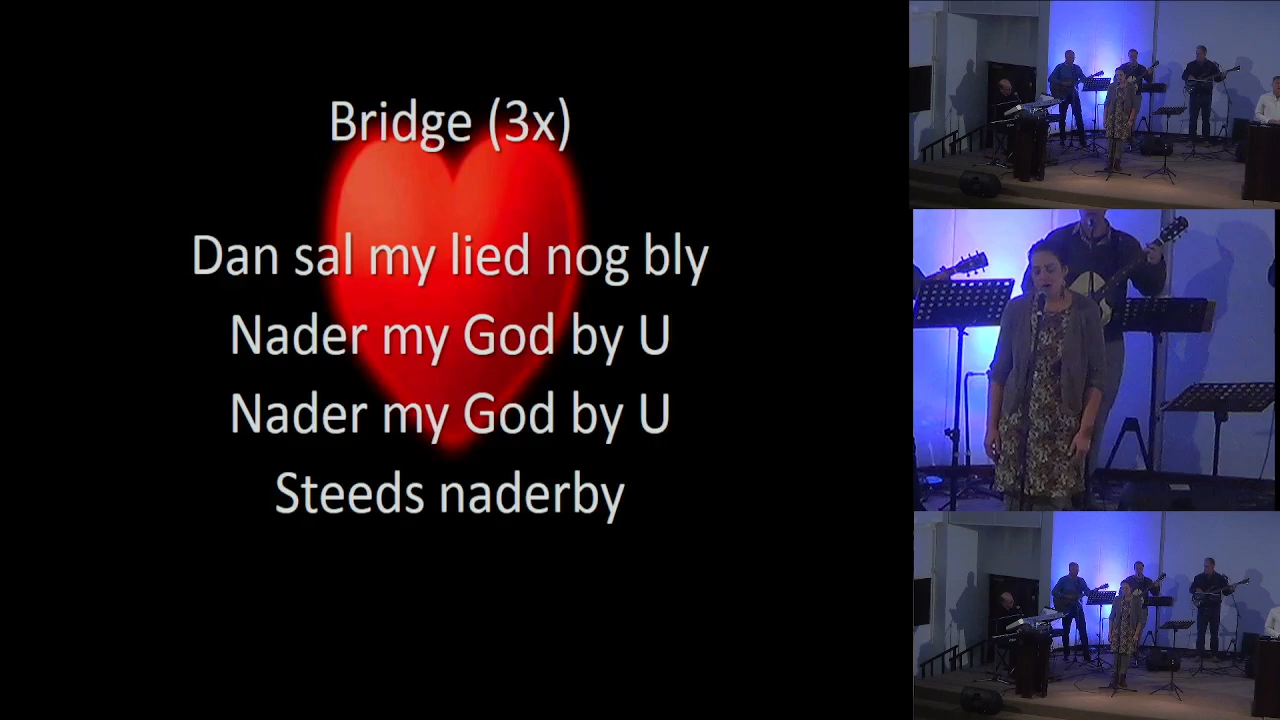 Bridge (3x)
Dan sal my lied nog bly
Nader my God by U
Nader my God by U
Steeds naderby